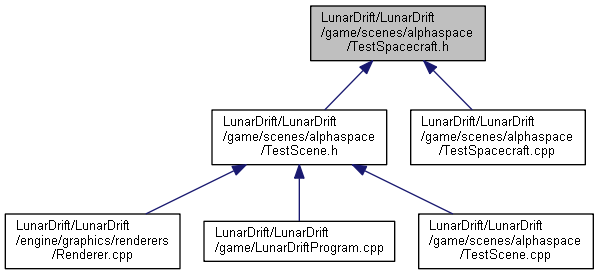 LunarDrift/LunarDrift
/game/scenes/alphaspace
/TestSpacecraft.h
LunarDrift/LunarDrift
/game/scenes/alphaspace
/TestScene.h
LunarDrift/LunarDrift
/game/scenes/alphaspace
/TestSpacecraft.cpp
LunarDrift/LunarDrift
/engine/graphics/renderers
/Renderer.cpp
LunarDrift/LunarDrift
/game/LunarDriftProgram.cpp
LunarDrift/LunarDrift
/game/scenes/alphaspace
/TestScene.cpp